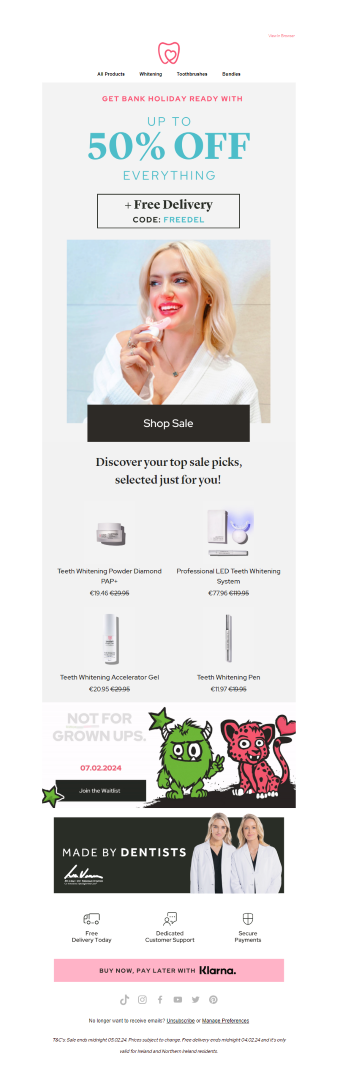 View in Browser
All Products Whitening Toothbrushes Bundles
GET BANK HOLIDAY READY WITH
UP TO
50% OFF
EVERYTHING
+ Free Delivery
CODE: FREEDEL
Shop Sale
Discover your top sale picks,
selected just for you!
Teeth Whitening Powder Diamond
PAP+
€19.46 €29.95
Professional LED Teeth Whitening
System
€77.96 €119.95
Teeth Whitening Accelerator Gel
€20.95 €29.95
Teeth Whitening Pen
€11.97 €19.95
NOT FOR
GROWN UPS.
07.02.2024
Join the Waitlist
MADE BY DENTISTS
Free
Delivery Today
Dedicated
Customer Support
Secure
Payments
BUY NOW, PAY LATER WITH Klarna.
No longer want to receive emails? Unsubscribe or Manage Preferences
T&C's: Sale ends midnight 05.02.24. Prices subject to change. Free delivery ends midnight 04.02.24 and it's only
valid for Ireland and Northern Ireland residents.